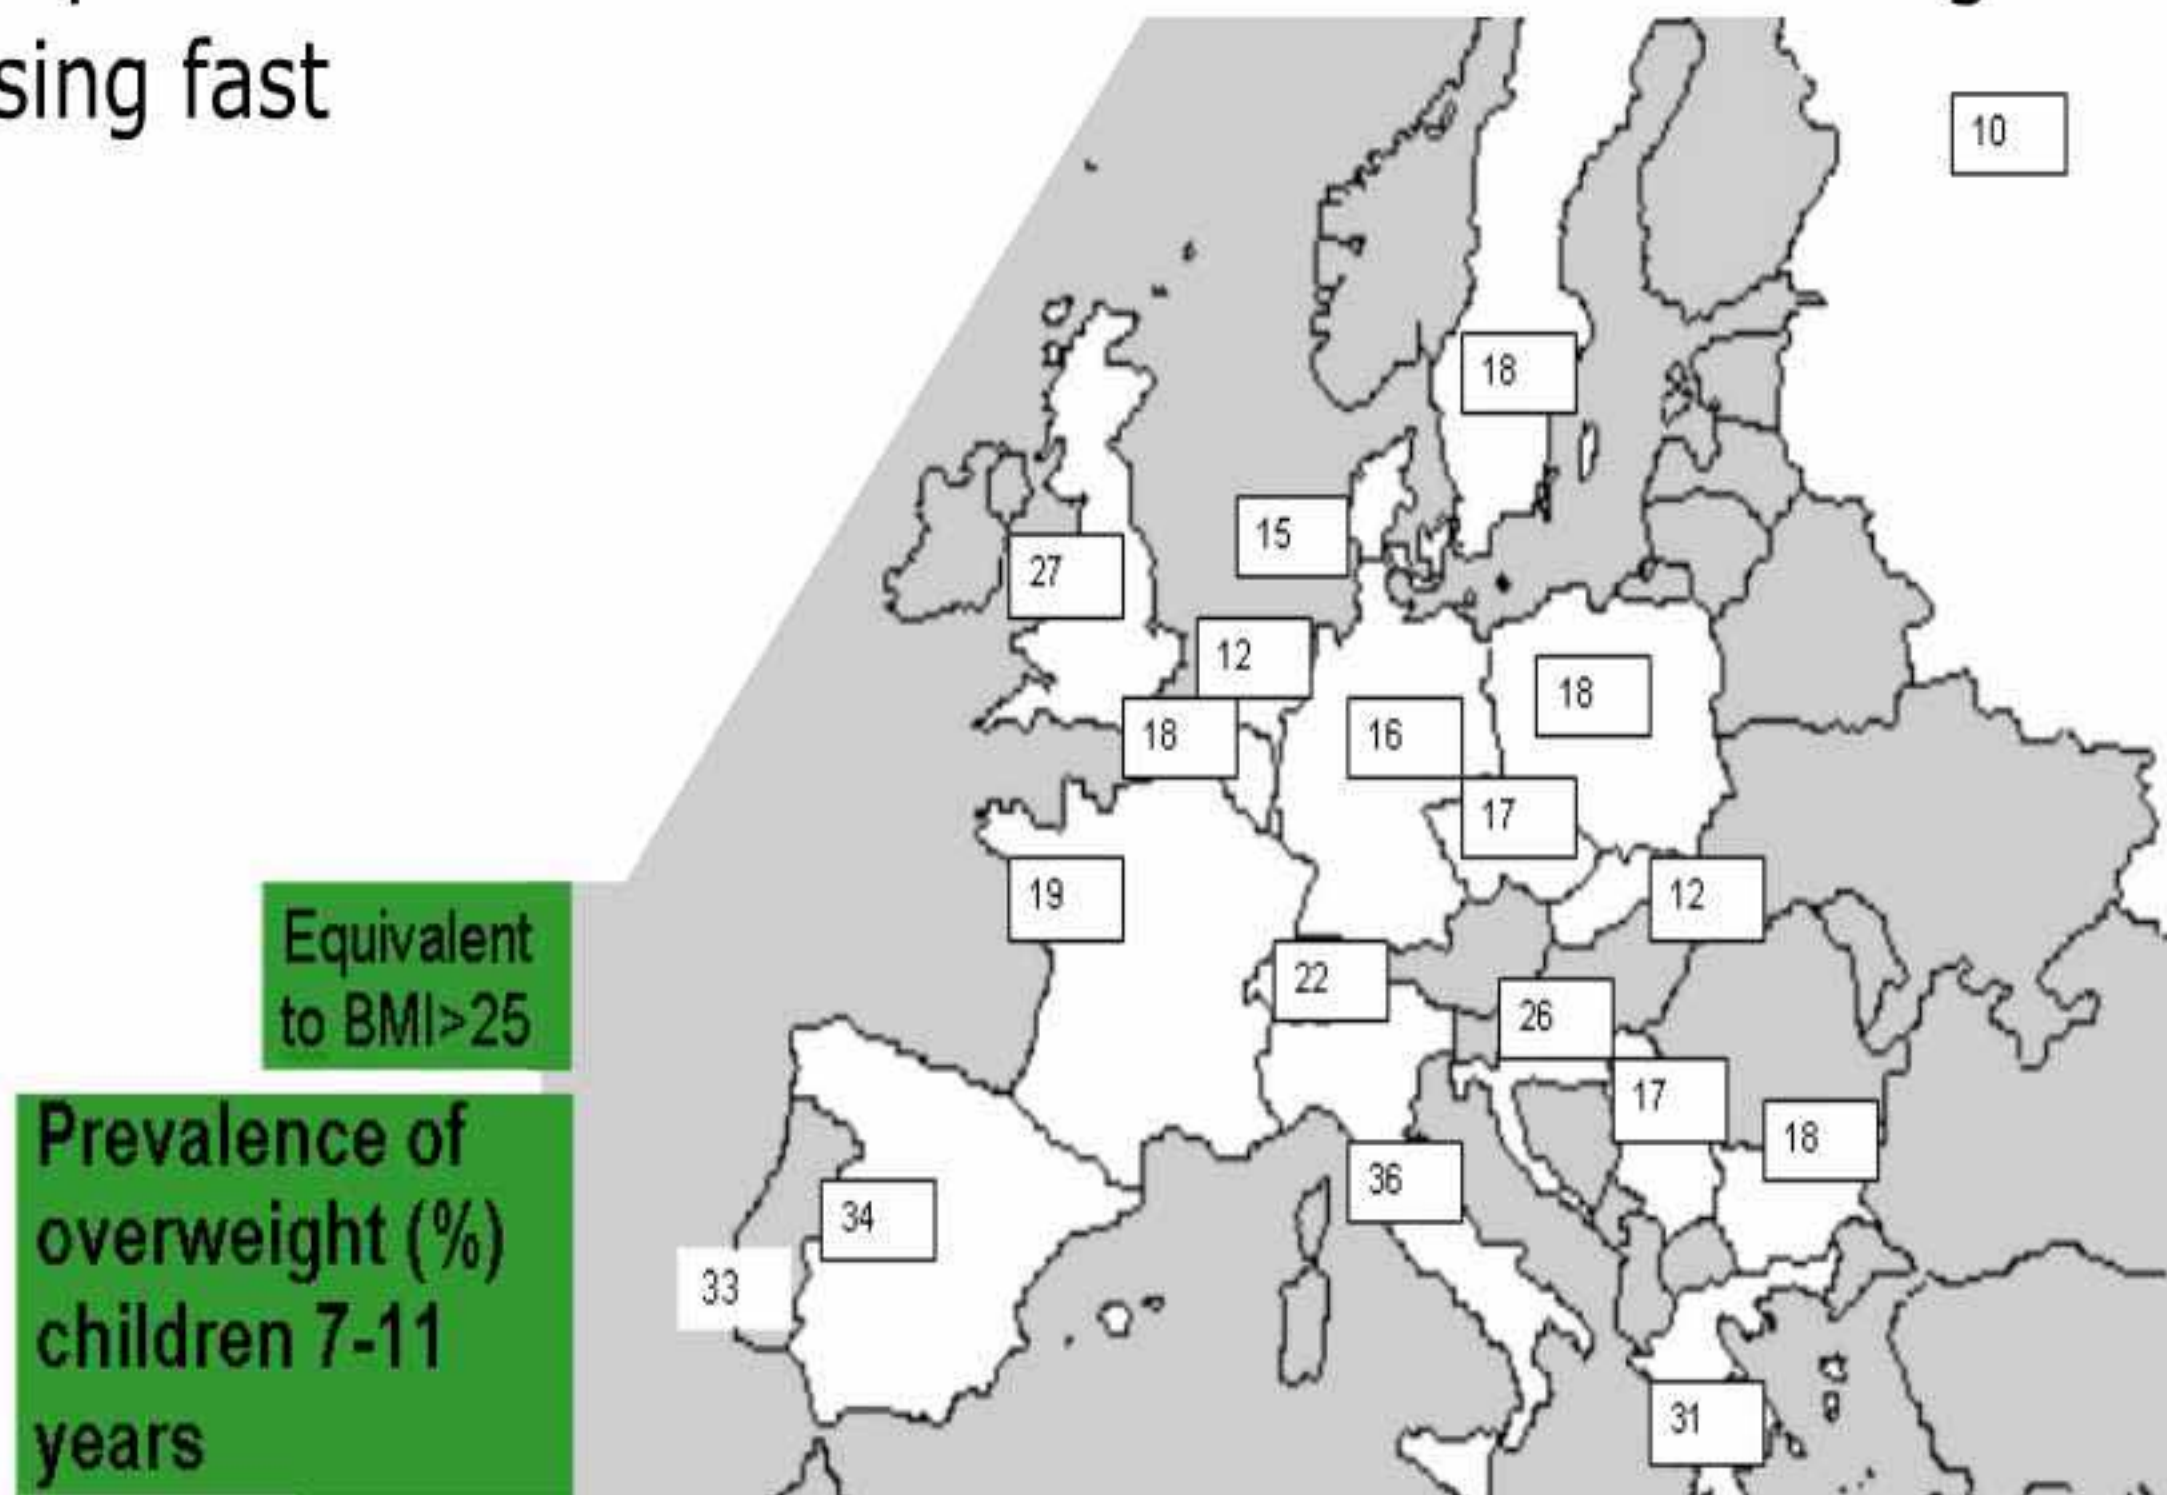 sing fast
10
18
15
27
12
18
18
16
17
19
12
22
26
17
18
36
34
33
31
Equivalent
to BMI>25
Prevalence of
overweight (%)
children 7-11
years